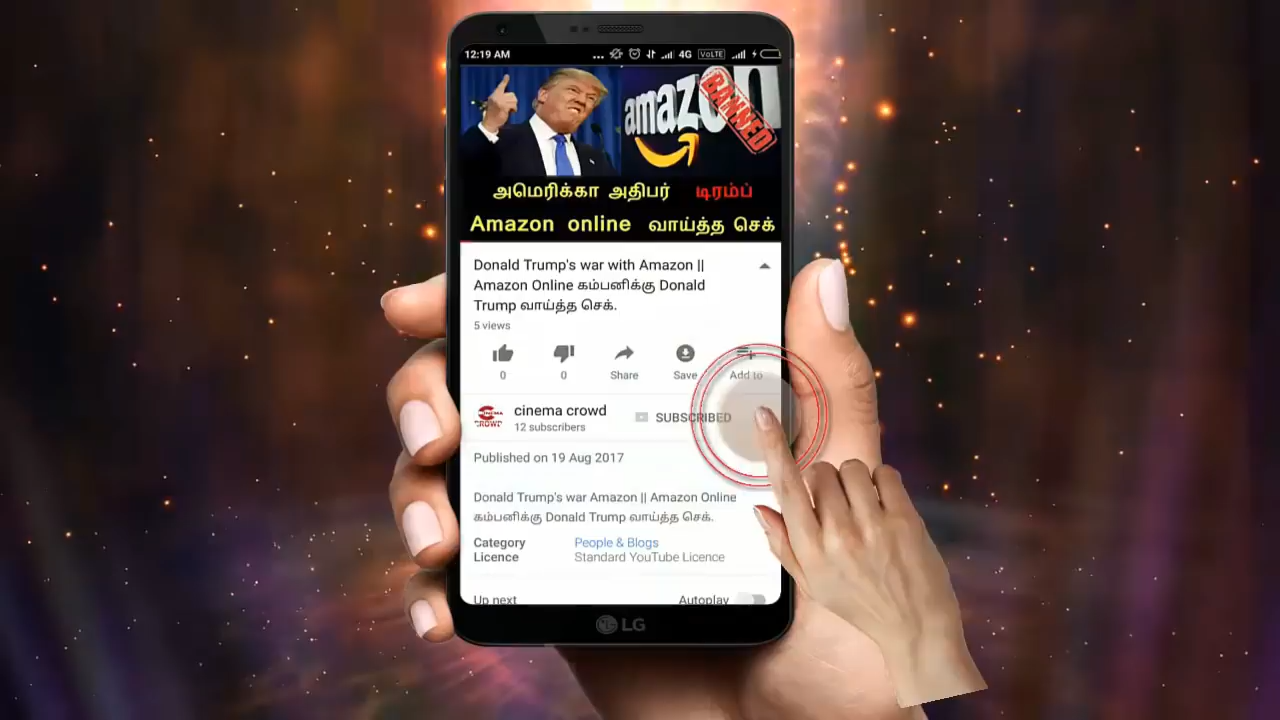 12:19 AM
... 4G VoLTE
amazon
BANNED
அமெரிக்கா அதிபர் டிரம்ப்
Amazon online வாய்த்த செக்
Donald Trump's war with Amazon ||
Amazon Online கம்பனிக்கு Donald
Trump வாய்த்த செக்.
5 views
0 0 Share Save Add to
CINEMA
CROWD
cinema crowd
SUBSCRIBED
12 subscribers
Published on 19 Aug 2017
Donald Trump's war Amazon || Amazon Online
கம்பனிக்கு Donald Trump வாய்த்த செக்.
Category People & Blogs
Licence Standard YouTube Licence
Up next Autoplay
LG